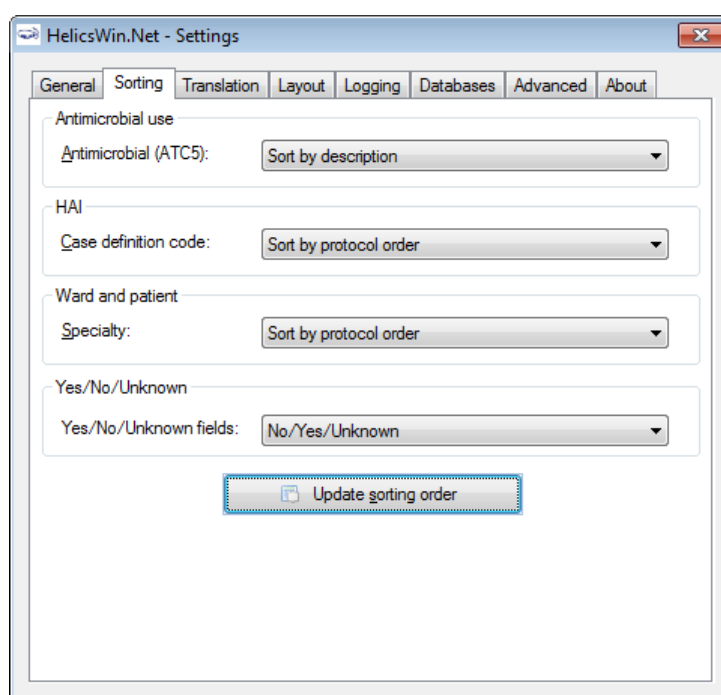 HelicsWin.Net - Settings
General Sorting Translation Layout Logging Databases Advanced About
Antimicrobial use
Antimicrobial (ATC5): Sort by description
HAI
Case definition code: Sort by protocol order
Ward and patient
Specialty: Sort by protocol order
Yes/No/Unknown
Yes/No/Unknown fields: No/Yes/Unknown
Update sorting order